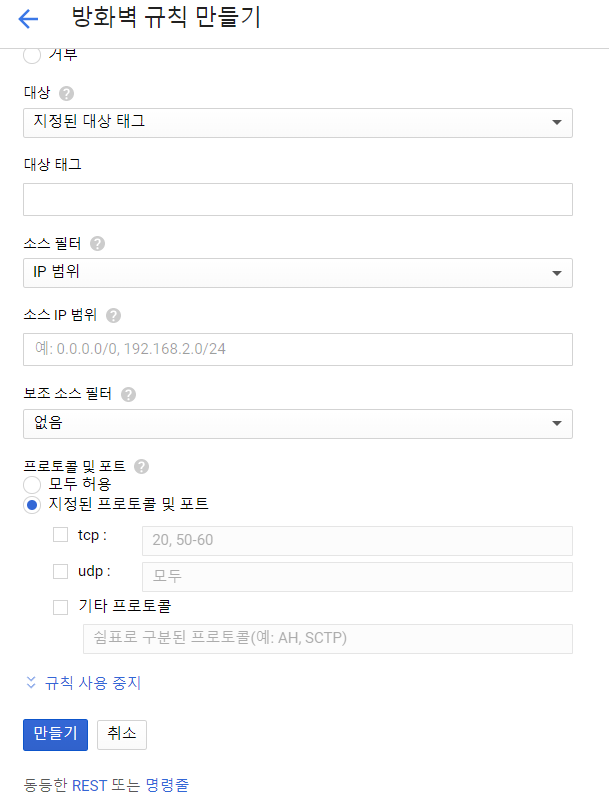 방화벽 규칙 만들기
거부
대상
지정된 대상 태그
대상 태그
소스 필터
IP 범위
소스 IP 범위
예: 0.0.0.0/0, 192.168.2.0/24
보조 소스 필터
없음
프로토콜 및 포트
모두 허용
지정된 프로토콜 및 포트
tcp : 20, 50-60
udp : 모두
기타 프로토콜
쉼표로 구분된 프로토콜(예: AH, SCTP)
규칙 사용 중지
만들기 취소
동등한 REST 또는 명령줄